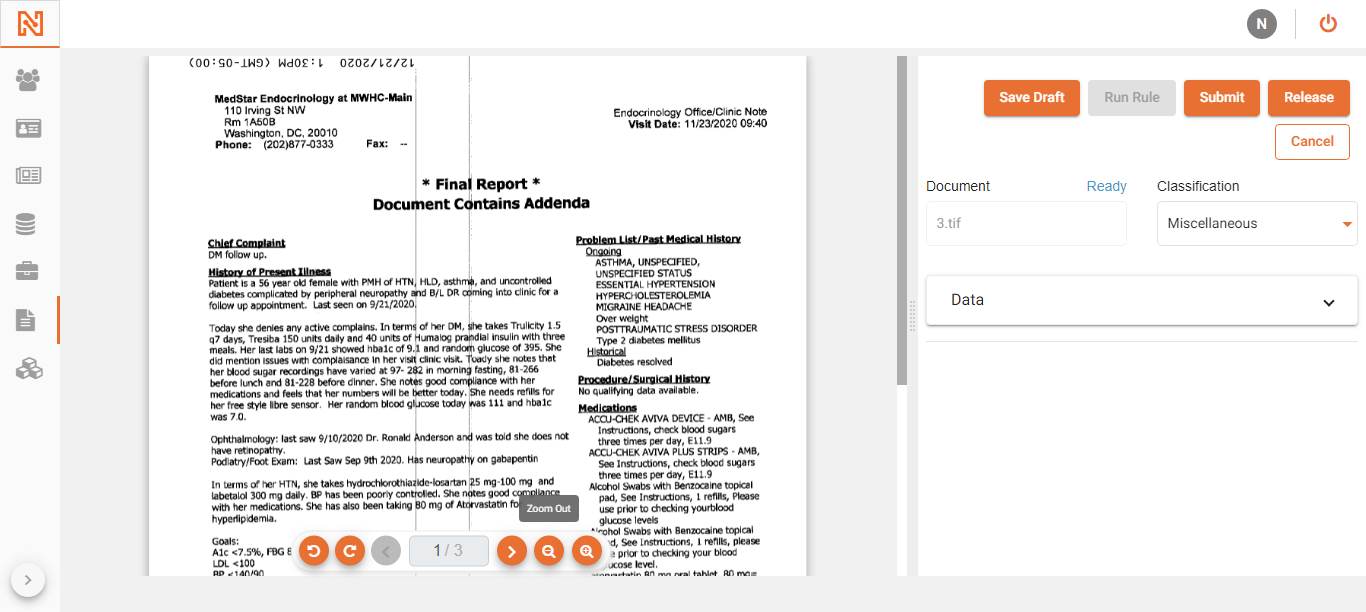 N
N
12/21/2020 1:30PM (GMT-05:00)
MedStar Endocrinology at MWHC-Main
110 Irving St NW
Rm 1A50B
Washington, DC, 20010
Phone: (202)877-0333 Fax: --
Endocrinology Office/Clinic Note
Visit Date: 11/23/2020 09:40
* Final Report *
Document Contains Addenda
Chief Complaint
DM follow up.
History of Present Illness
Patient is a 56 year old female with PMH of HTN, HLD, asthma, and uncontrolled
diabetes complicated by peripheral neuropathy and B/L DR coming into clinic for a
follow up appointment. Last seen on 9/21/2020.
Today she denies any active complains. In terms of her DM, she takes Trulicity 1.5
q7 days, Tresiba 150 units daily and 40 units of Humalog prandial insulin with three
meals. Her last labs on 9/21 showed hba1c of 9.1 and random glucose of 395. She
did mention issues with complaisance in her visit clinic visit. Toady she notes that
her blood sugar recordings have varied at 97- 282 in morning fasting, 81-266
before lunch and 81-228 before dinner. She notes good compliance with her
medications and feels that her numbers will be better today. She needs refills for
her free style libre sensor. Her random blood glucose today was 111 and hba1c
was 7.0.
Ophthalmology: last saw 9/10/2020 Dr. Ronald Anderson and was told she does not
have retinopathy.
Podiatry/Foot Exam: Last Saw Sep 9th 2020. Has neuropathy on gabapentin
In terms of her HTN, she takes hydrochlorothiazide-losartan 25 mg-100 mg and
labetalol 300 mg daily. BP has been poorly controlled. She notes good compliance
with her medications. She has also been taking 80 mg of Atorvastatin fo
hyperlipidemia.
Goals:
A1c <7.5%, FBG
LDL <100
BP <140/90
Problem List/Past Medical History
Ongoing
ASTHMA, UNSPECIFIED,
UNSPECIFIED STATUS
ESSENTIAL HYPERTENSION
HYPERCHOLESTEROLEMIA
MIGRAINE HEADACHE
Over weight
POSTTRAUMATIC STRESS DISORDER
Type 2 diabetes mellitus
Historical
Diabetes resolved
Procedure/Surgical History
No qualifying data available.
Medications
ACCU-CHEK AVIVA DEVICE - AMB, See
Instructions, check blood sugars
three times per day, E11.9
ACCU-CHEK AVIVA PLUS STRIPS - AMB,
See Instructions, check blood sugars
three times per day, E11.9
Alcohol Swabs with Benzocaine topical
pad, See Instructions, 1 refills, Please
use prior to checking yourblood
glucose levels
Alcohol Swabs with Benzocaine topical
d, See Instructions, 1 refills, please
prior to checking your blood
ucose level.
Atorvastatin 80 mg oral tablet, 80 mg=
Zoom Out
1 / 3
Save Draft
Run Rule
Submit
Release
Cancel
Document Ready
Classification
3.tif
Miscellaneous
Data